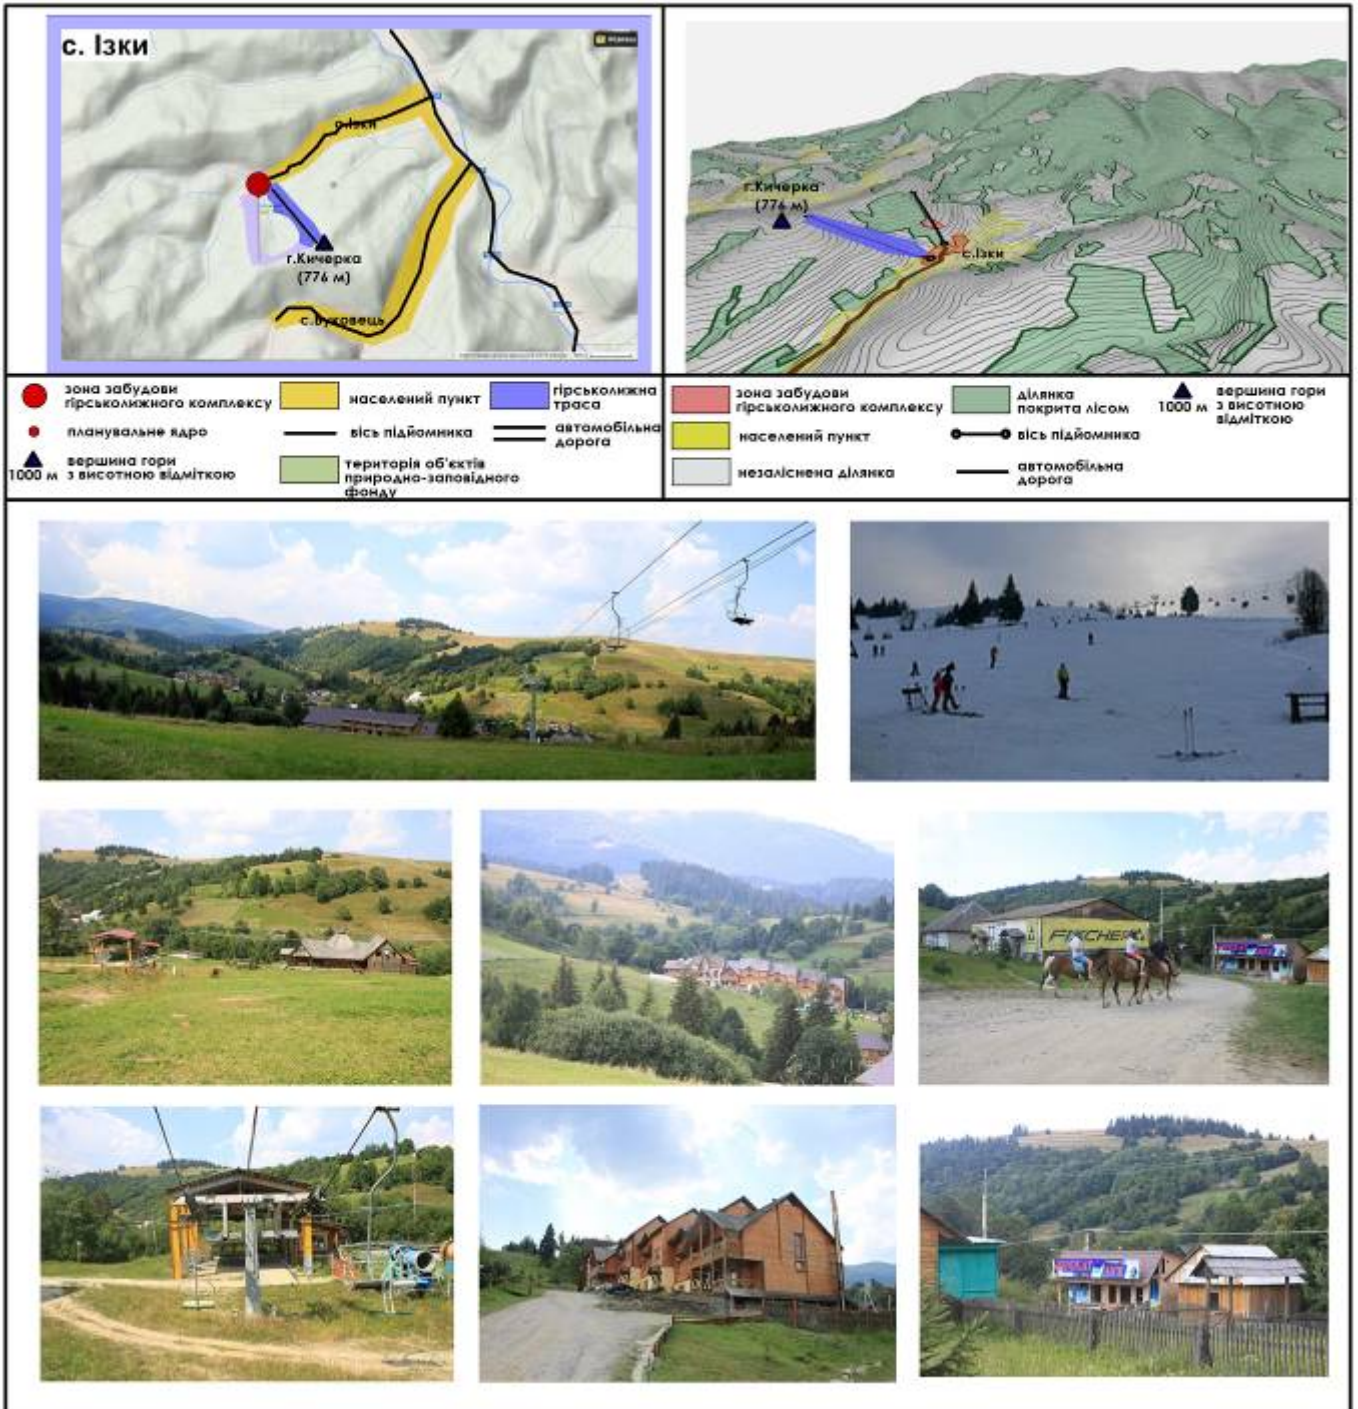 с. Ізки
с.Ізки
г.Кичерка
(776 м)
с.Буковець
г.Кичерка
(776 м)
с.Ізки
зона забудови
гірськолижного комплексу
планувальне ядро
1000 м
вершина гори
з висотною відміткою
населений пункт
вісь підйомника
територія об'єктів
природно-заповідного
фонду
гірськолижна
траса
автомобільна
дорога
зона забудови
гірськолижного комплексу
населений пункт
незаліснена ділянка
ділянка
покрита лісом
вісь підйомника
автомобільна
дорога
1000 м
вершина гори
з висотною
відміткою
FISCHER